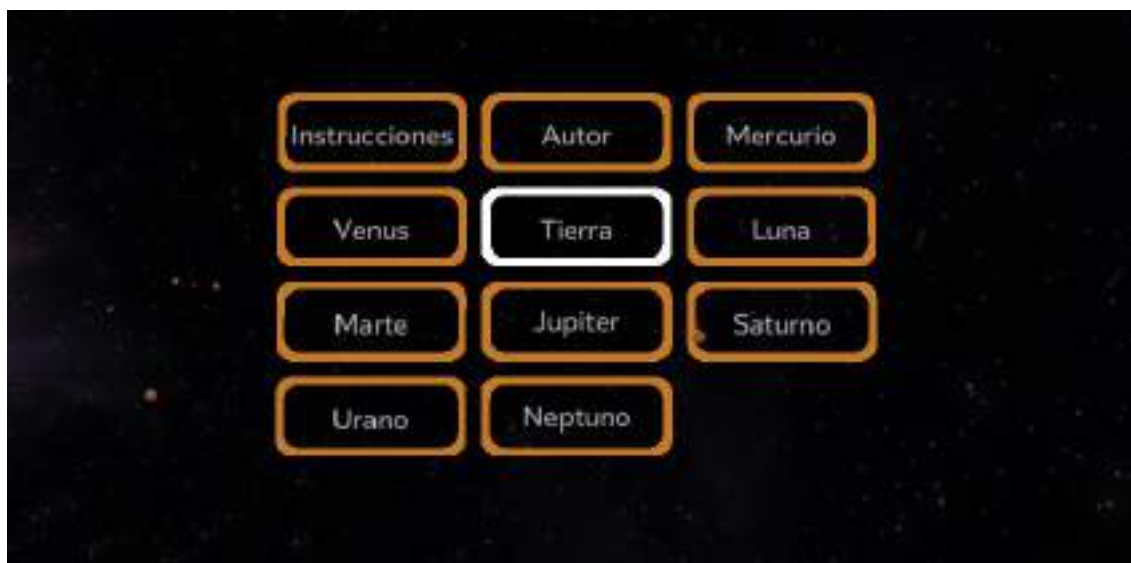 Instrucciones
Autor
Mercurio
Venus
Tierra
Luna
Marte
Jupiter
Saturno
Urano
Neptuno